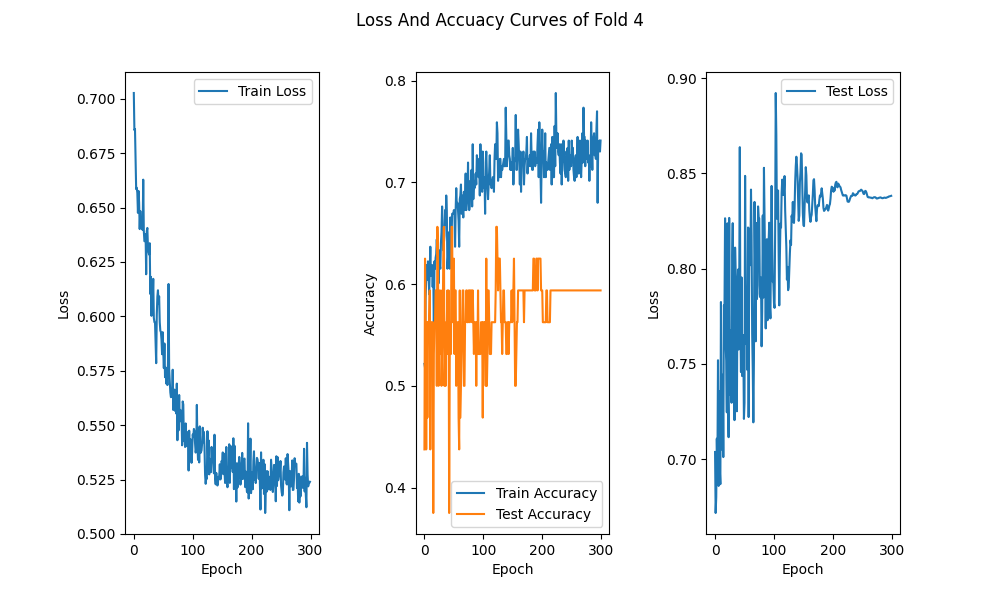 Loss And Accuacy Curves of Fold 4
Train Loss
0.700
0.675
0.650
0.625
0.600
0.575
0.550
0.525
0.500
Loss
0 100 200 300
Epoch
0.8
0.7
0.6
0.5
0.4
Accuracy
Train Accuracy
Test Accuracy
0 100 200 300
Epoch
Test Loss
0.90
0.85
0.80
0.75
0.70
Loss
0 100 200 300
Epoch